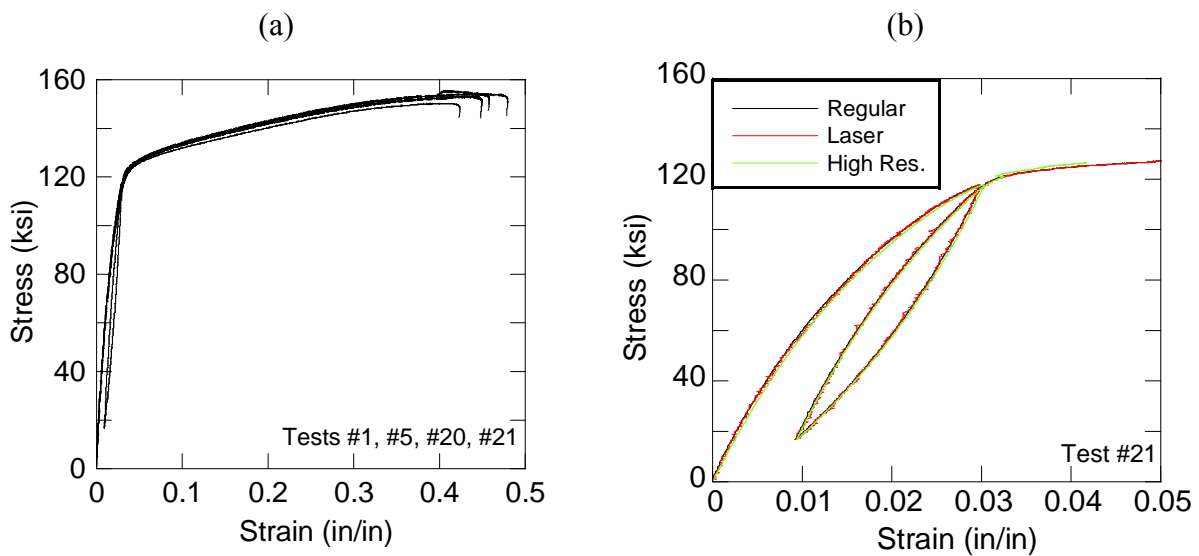 (a)
160
120
80
40
0
Stress (ksi)
0
0.1
0.2
0.3
0.4
0.5
Strain (in/in)
Tests #1, #5, #20, #21
(b)
160
120
80
40
0
Stress (ksi)
Regular
Laser
High Res.
Test #21
0
0.01
0.02
0.03
0.04
0.05
Strain (in/in)